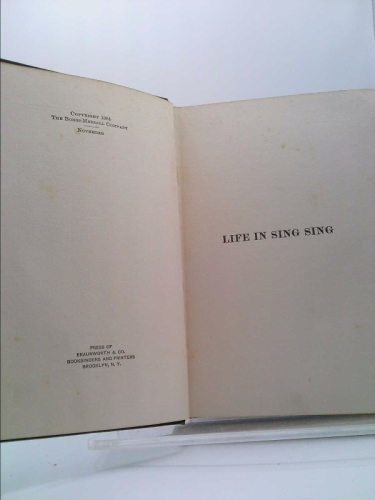 COPYRIGHT 1904
THE BOBBS-MERRILL COMPANY
NOVEMBER
PRESS OF
BRAUNWORTH & CO.
BOOKBINDERS AND PRINTERS
BROOKLYN, N. Y.
LIFE IN SING SING